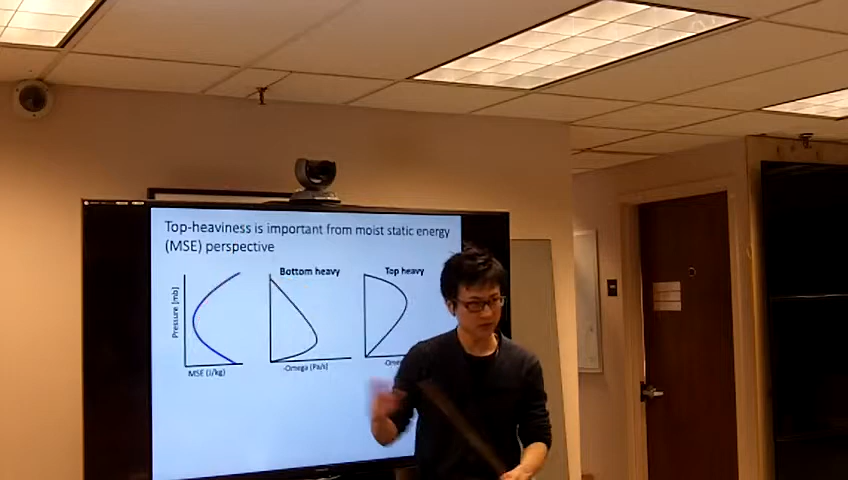 Top-heaviness is important from moist static energy
(MSE) perspective
Bottom heavy
Top heavy
Pressure [mb]
MSE [J/kg]
-Omega [Pa/s]